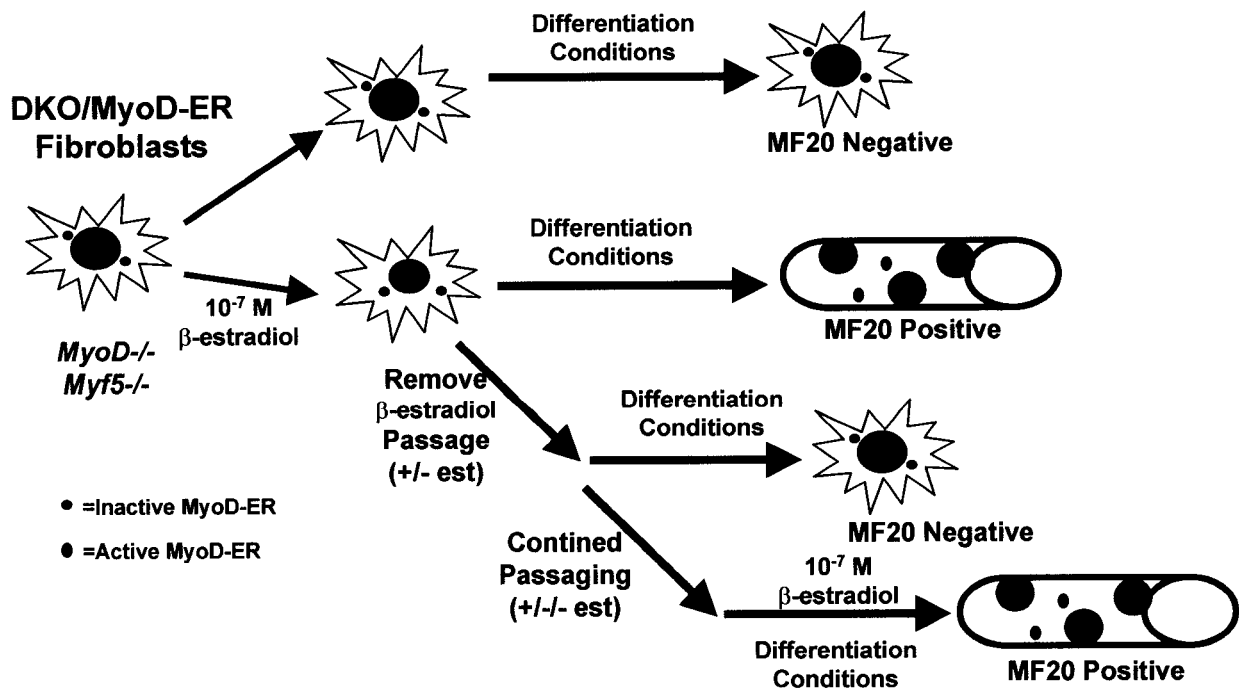 Differentiation
Conditions
DKO/MyoD-ER
Fibroblasts
MF20 Negative
Differentiation
Conditions
10⁻⁷ M
β-estradiol
MyoD-/-
Myf5-/-
MF20 Positive
Remove
β-estradiol
Passage
(+/- est)
Differentiation
Conditions
=Inactive MyoD-ER
=Active MyoD-ER
MF20 Negative
Contined
Passaging
(+/-/- est)
10⁻⁷ M
β-estradiol
Differentiation
Conditions
MF20 Positive